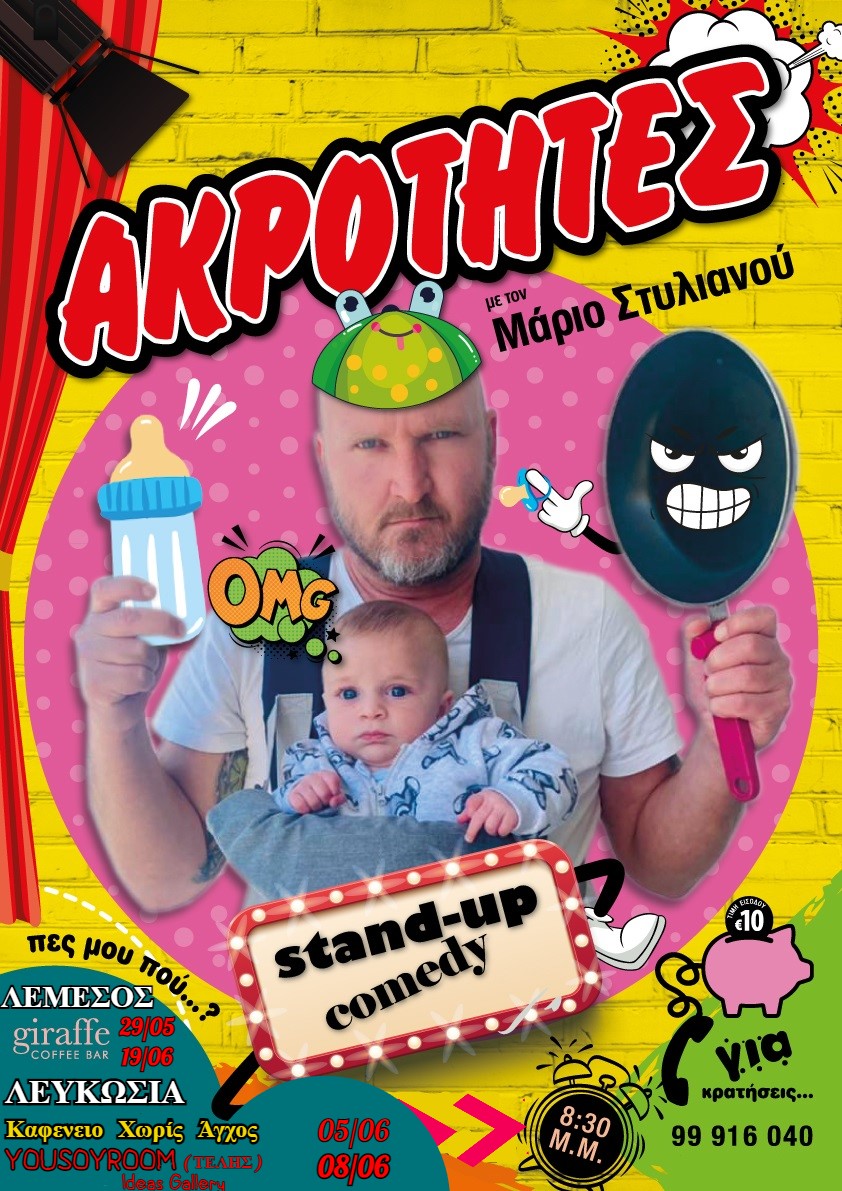 ΑΚΡΟΤΗΤΕΣ
με τον
Μάριο Στυλιανού
OMG
stand-up
comedy
πες μου πού...?
ΛΕΜΕΣΟΣ
giraffe
COFFEE BAR
29/05
19/06
ΛΕΥΚΩΣΙΑ
Καφενειο Χωρίς Άγχος 05/06
YOUSOYROOM (ΤΕΛΗΣ) 08/06
Ideas Gallery
8:30
Μ.Μ.
ΤΙΜΗ ΕΙΣΟΔΟΥ
€10
για
κρατήσεις...
99 916 040